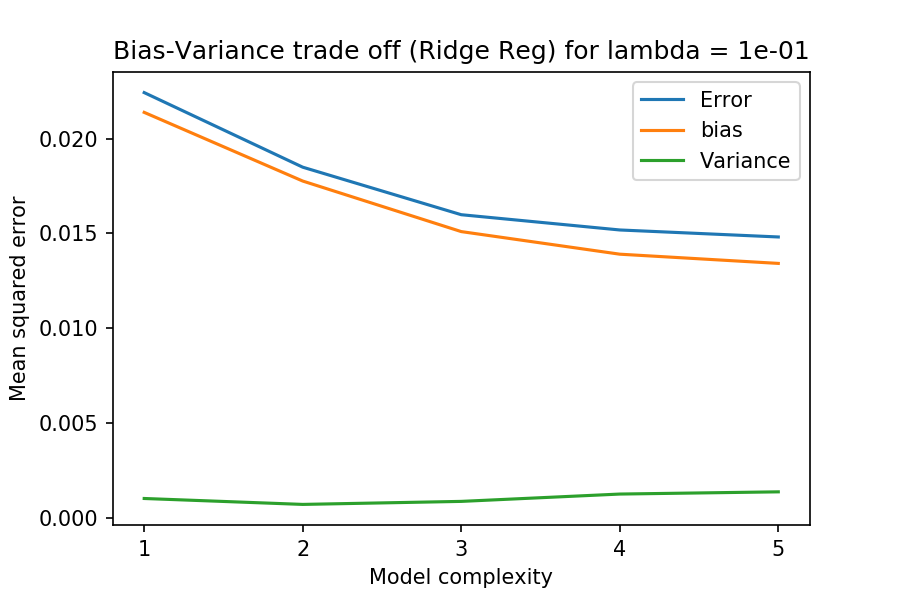 Bias-Variance trade off (Ridge Reg) for lambda = 1e-01
Error
bias
Variance
Mean squared error
0.020
0.015
0.010
0.005
0.000
1 2 3 4 5
Model complexity